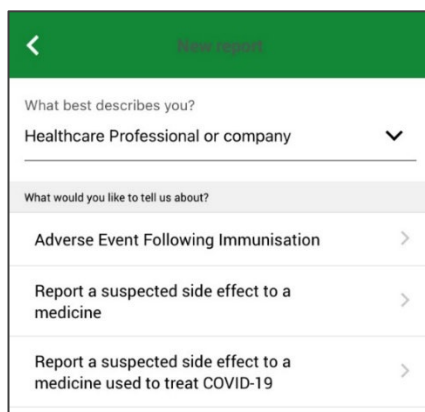 New report
What best describes you?
Healthcare Professional or company
What would you like to tell us about?
Adverse Event Following Immunisation
Report a suspected side effect to a
medicine
Report a suspected side effect to a
medicine used to treat COVID-19